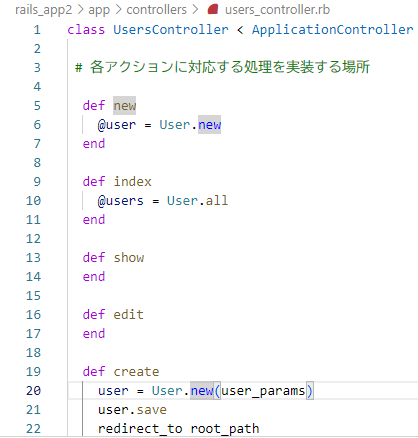 rails_app2 > app > controllers > users_controller.rb
1 class UsersController < ApplicationController
2
3 # 各アクションに対応する処理を実装する場所
4
5 def new
6 @user = User.new
7 end
8
9 def index
10 @users = User.all
11 end
12
13 def show
14 end
15
16 def edit
17 end
18
19 def create
20 user = User.new(user_params)
21 user.save
22 redirect_to root_path